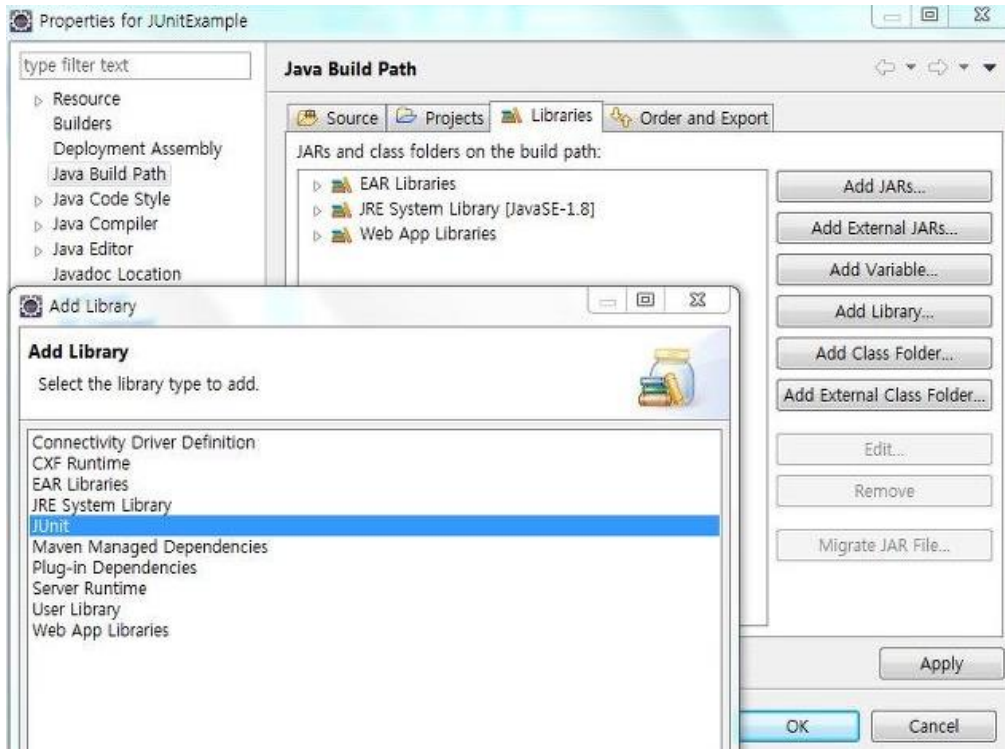 Properties for JUnitExample
type filter text
Resource
Builders
Deployment Assembly
Java Build Path
Java Code Style
Java Compiler
Java Editor
Javadoc Location
Java Build Path
Source
Projects
Libraries
Order and Export
JARs and class folders on the build path:
EAR Libraries
JRE System Library [JavaSE-1.8]
Web App Libraries
Add JARs...
Add External JARs...
Add Variable...
Add Library...
Add Class Folder...
Add External Class Folder...
Edit...
Remove
Migrate JAR File...
Apply
OK
Cancel
Add Library
Add Library
Select the library type to add.
Connectivity Driver Definition
CXF Runtime
EAR Libraries
JRE System Library
JUnit
Maven Managed Dependencies
Plug-in Dependencies
Server Runtime
User Library
Web App Libraries